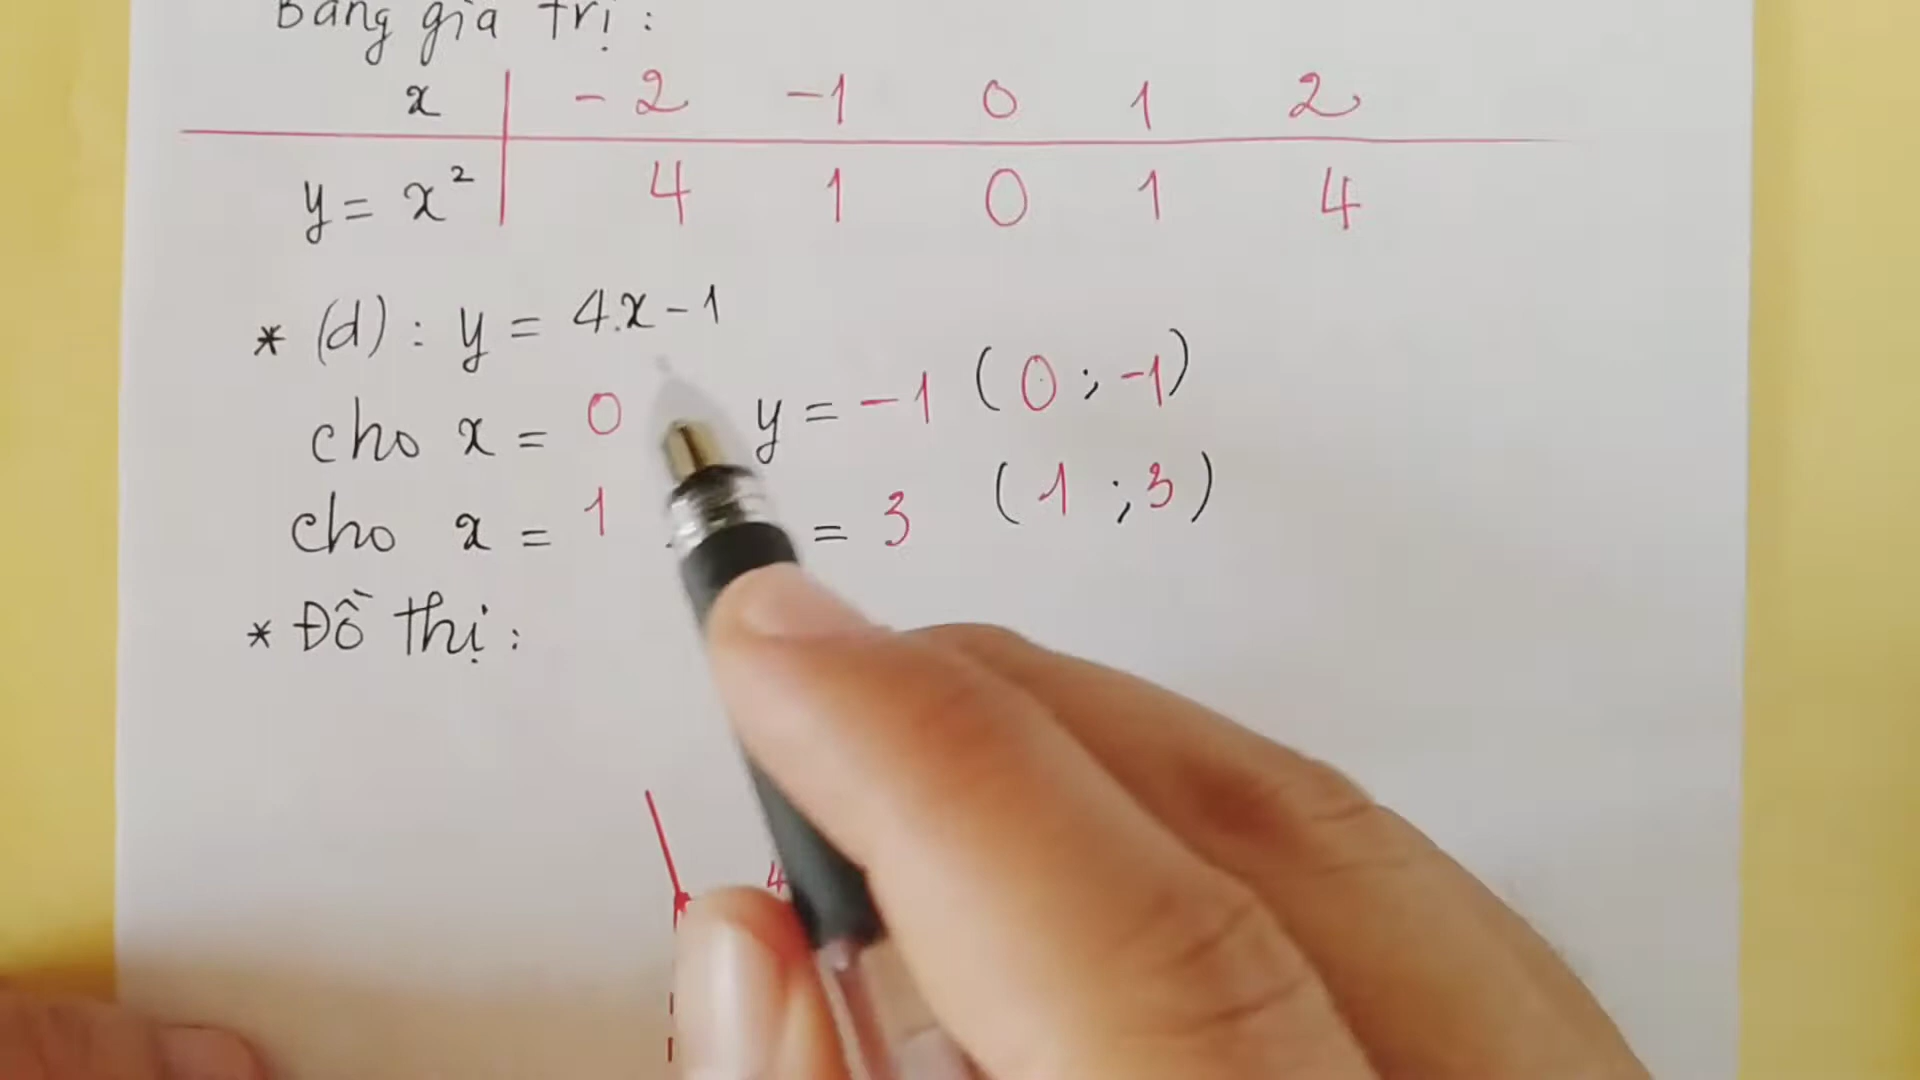 Bảng giá trị:
x -2 -1 0 1 2
y = x² 4 1 0 1 4
* (d) : y = 4.x - 1
cho x = 0 y = -1 (0 ; -1)
cho x = 1 = 3 (1 ; 3)
* Đồ thị :
4